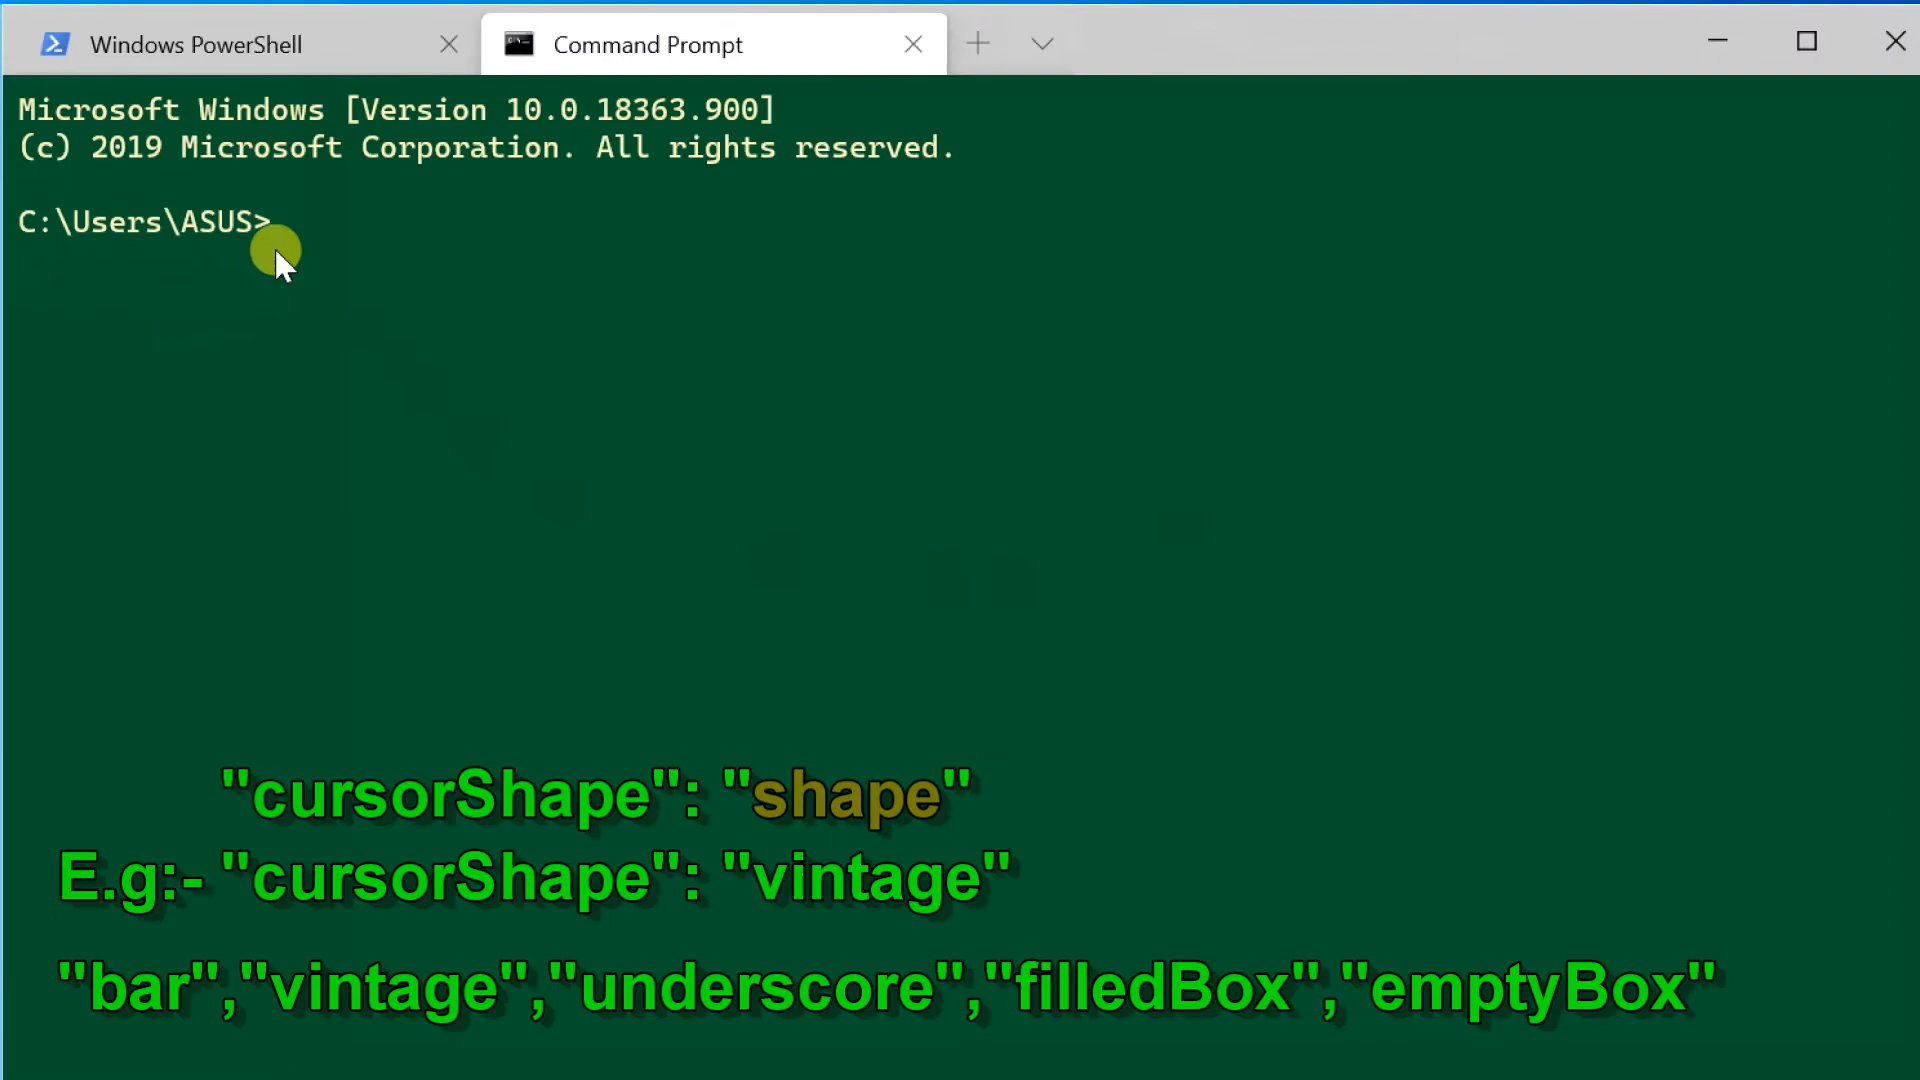 Windows PowerShell
Command Prompt
Microsoft Windows [Version 10.0.18363.900]
(c) 2019 Microsoft Corporation. All rights reserved.
C:\Users\ASUS>
"cursorShape": "shape"
E.g:- "cursorShape": "vintage"
"bar","vintage","underscore","filledBox","emptyBox"